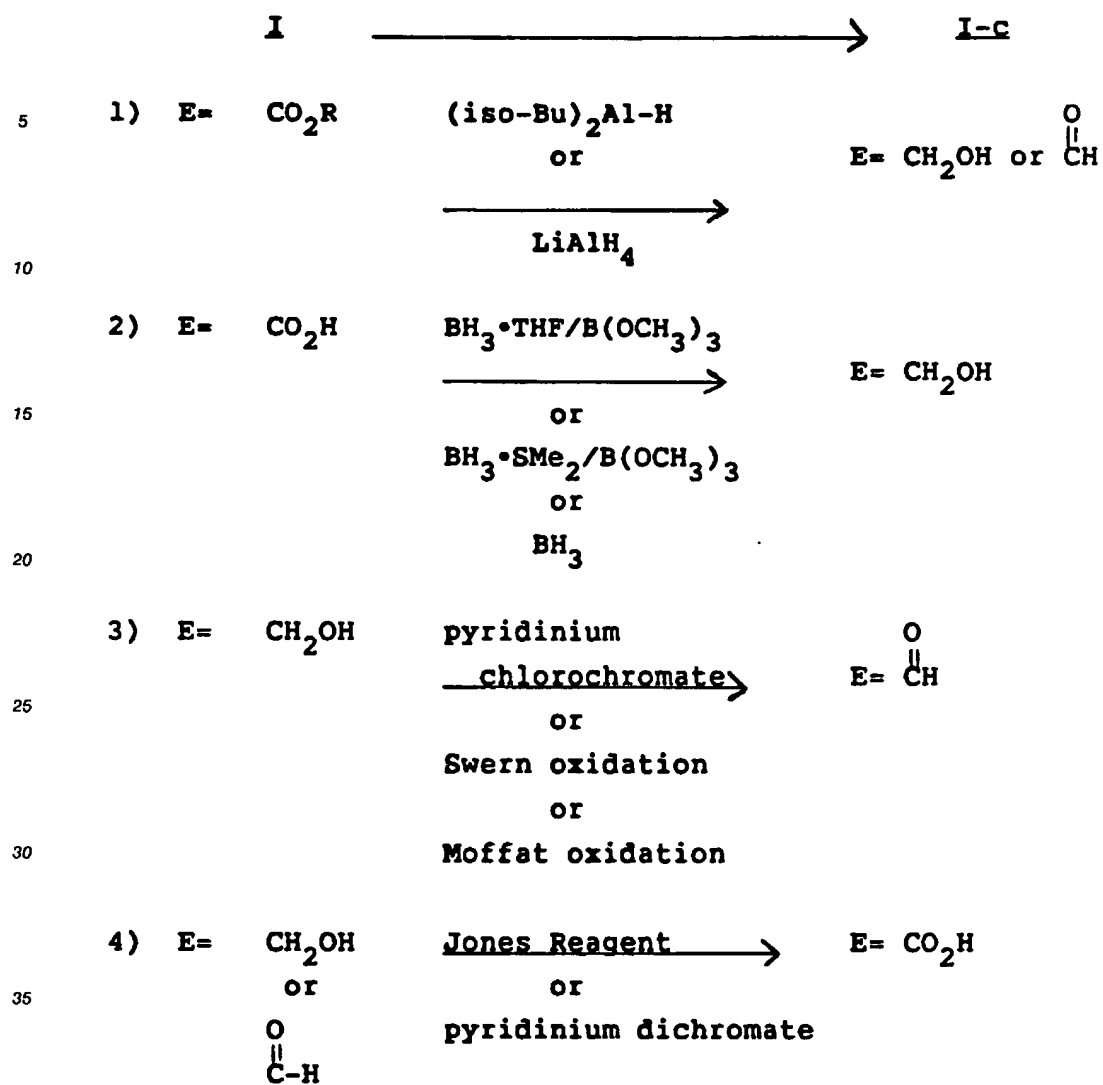 I I-c
5 1) E= CO2R (iso-Bu)2Al-H O
or E= CH2OH or CH
LiAlH4
10
2) E= CO2H BH3•THF/B(OCH3)3
E= CH2OH
15 or
BH3•SMe2/B(OCH3)3
or
20 BH3
3) E= CH2OH pyridinium O
chlorochromate E= CH
25 or
Swern oxidation
or
30 Moffat oxidation
4) E= CH2OH Jones Reagent E= CO2H
35 or or
O pyridinium dichromate
C-H